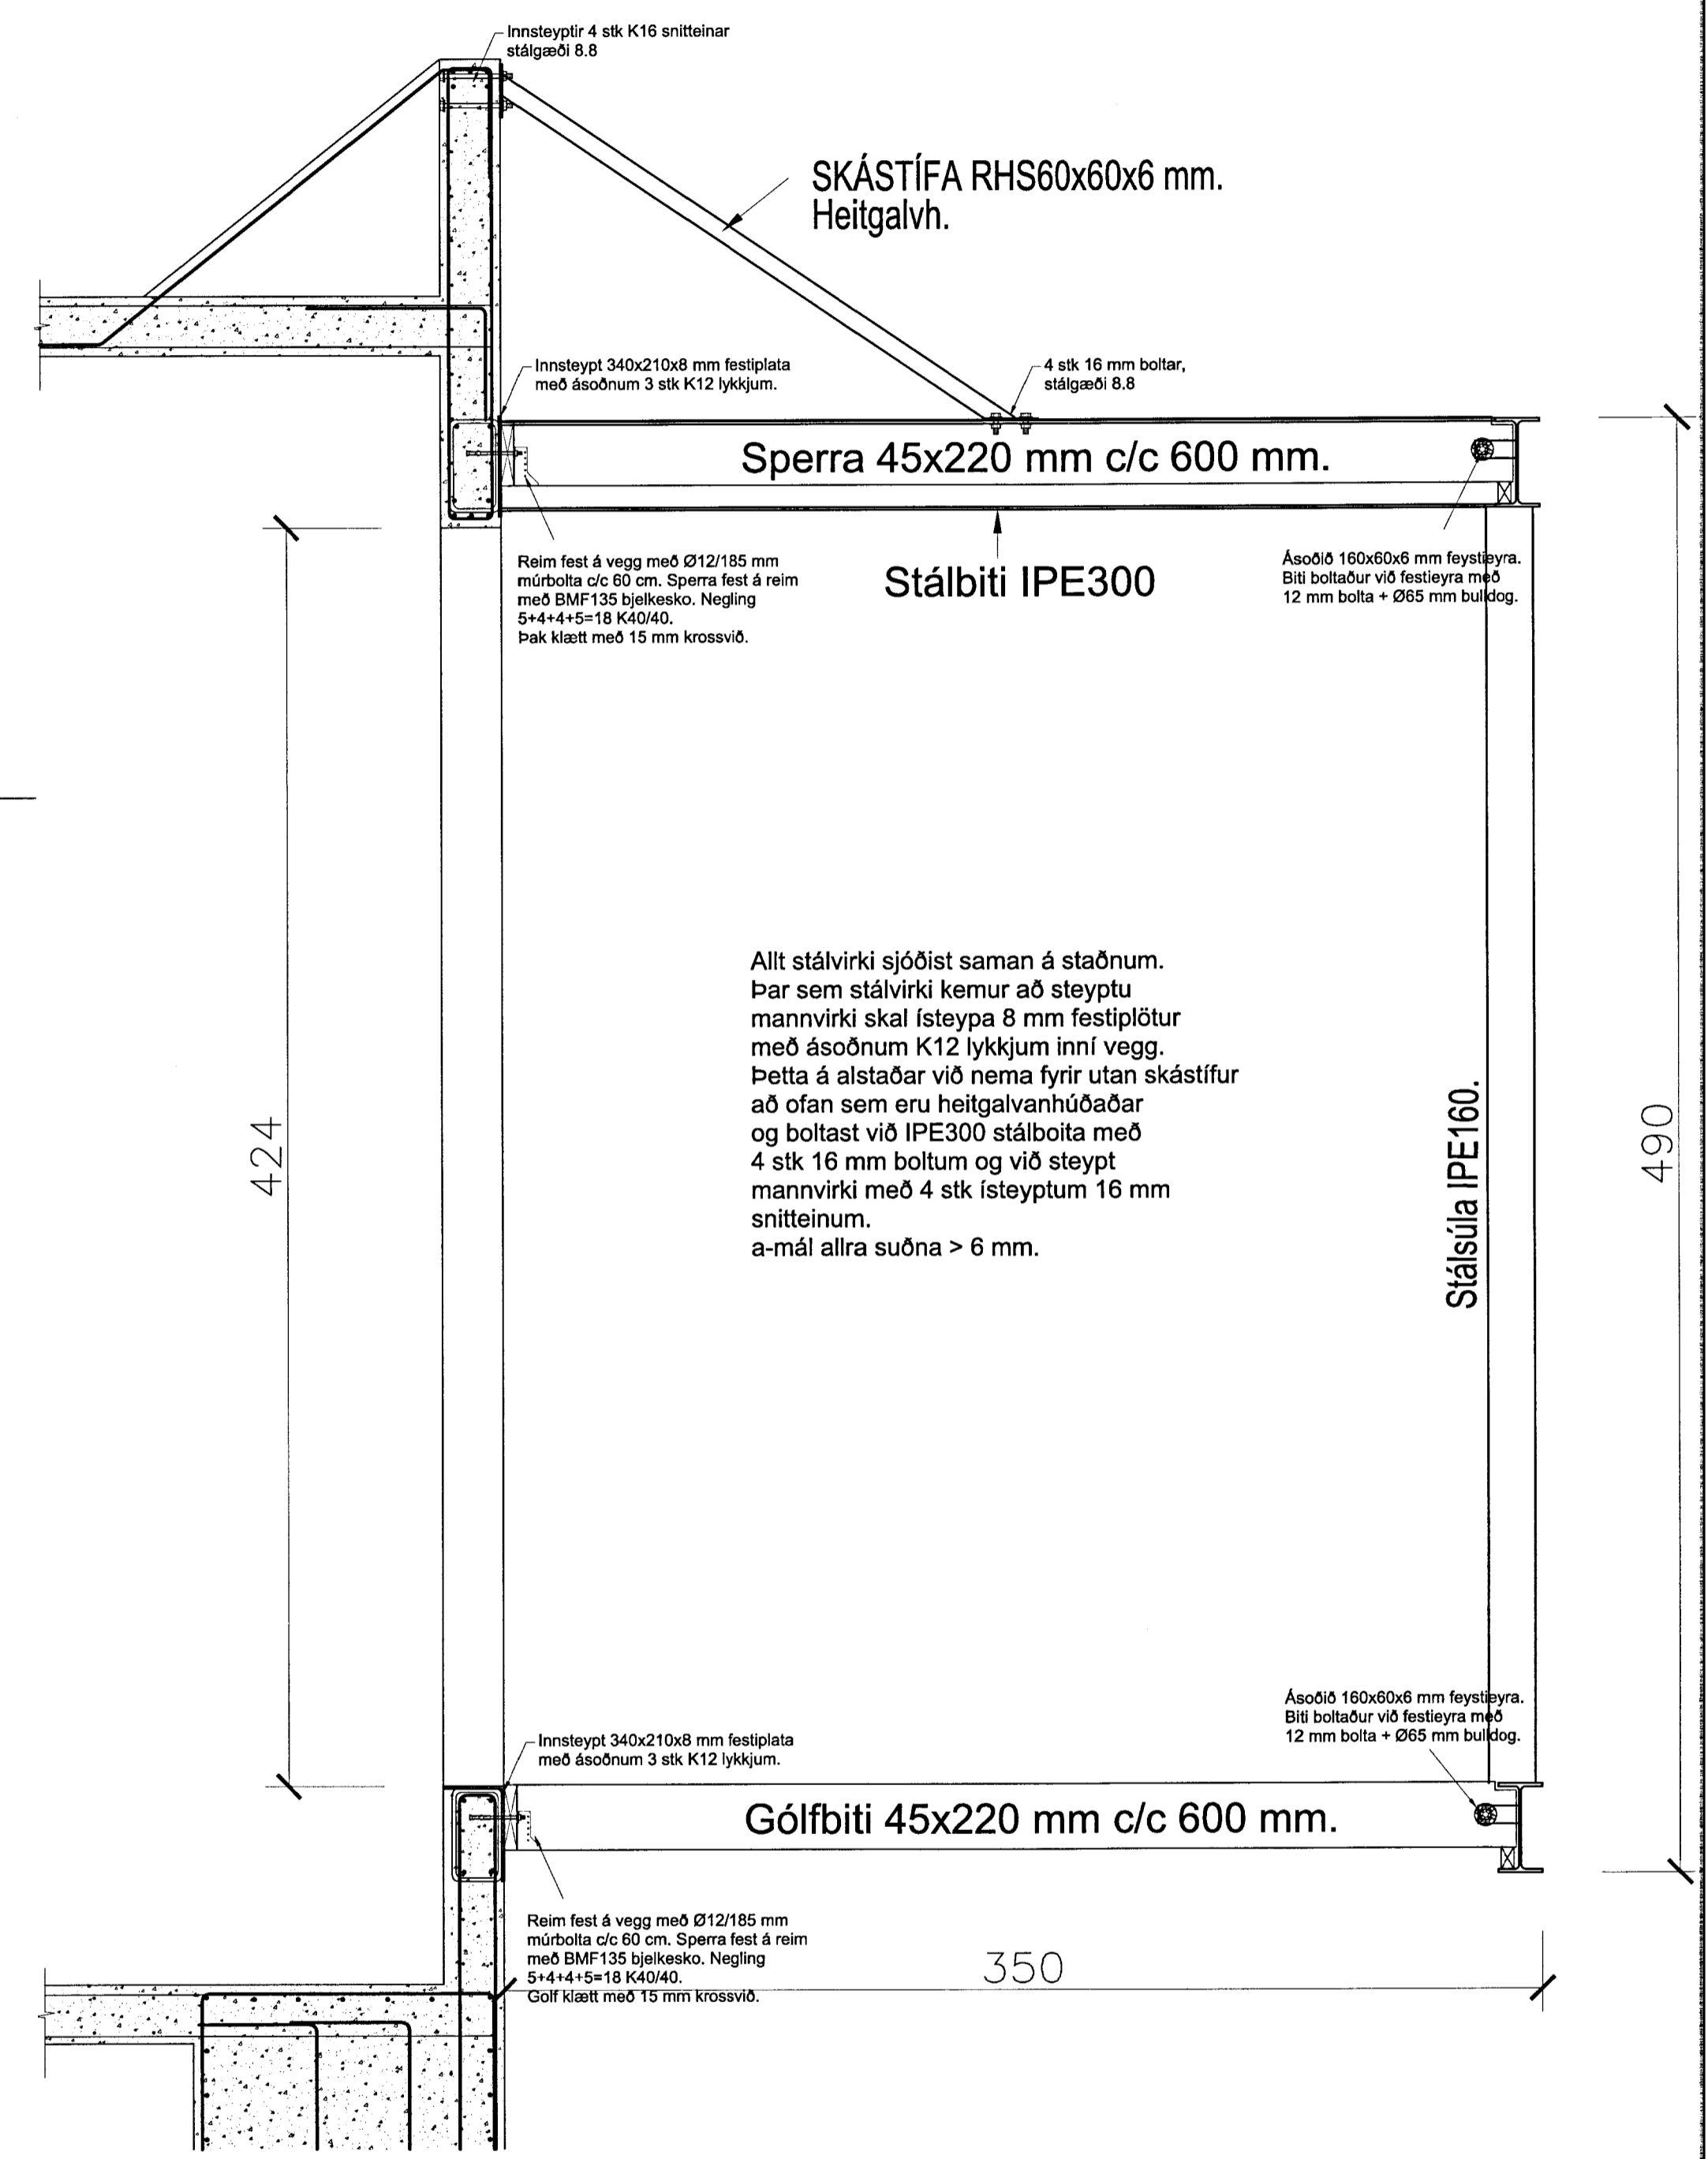 Innsteyptir 4 stk K16 snitteinar
stálgæði 8.8
SKÁSTÍFA RHS60x60x6 mm.
Heitgalvh.
Innsteypt 340x210x8 mm festiplata
með ásoðnum 3 stk K12 lykkjum.
4 stk 16 mm boltar,
stálgæði 8.8
Sperra 45x220 mm c/c 600 mm.
Reim fest á vegg með Ø12/185 mm
múrbolta c/c 60 cm. Sperra fest á reim
með BMF135 bjelkesko. Negling
5+4+4+5=18 K40/40.
Þak klætt með 15 mm krossvið.
Stálbiti IPE300
Ásoðið 160x60x6 mm feystieyra.
Biti boltaður við festieyra með
12 mm bolta + Ø65 mm bulldog.
Allt stálvirki sjóðist saman á staðnum.
Þar sem stálvirki kemur að steyptu
mannvirki skal ísteypa 8 mm festiplötur
með ásoðnum K12 lykkjum inní vegg.
Þetta á alstaðar við nema fyrir utan skástífur
að ofan sem eru heitgalvanhúðaðar
og boltast við IPE300 stálboita með
4 stk 16 mm boltum og við steypt
mannvirki með 4 stk ísteyptum 16 mm
snitteinum.
a-mál allra suðna > 6 mm.
424
Stálsúla IPE160.
490
Innsteypt 340x210x8 mm festiplata
með ásoðnum 3 stk K12 lykkjum.
Ásoðið 160x60x6 mm feystieyra.
Biti boltaður við festieyra með
12 mm bolta + Ø65 mm bulldog.
Gólfbiti 45x220 mm c/c 600 mm.
Reim fest á vegg með Ø12/185 mm
múrbolta c/c 60 cm. Sperra fest á reim
með BMF135 bjelkesko. Negling
5+4+4+5=18 K40/40.
Golf klætt með 15 mm krossvið.
350